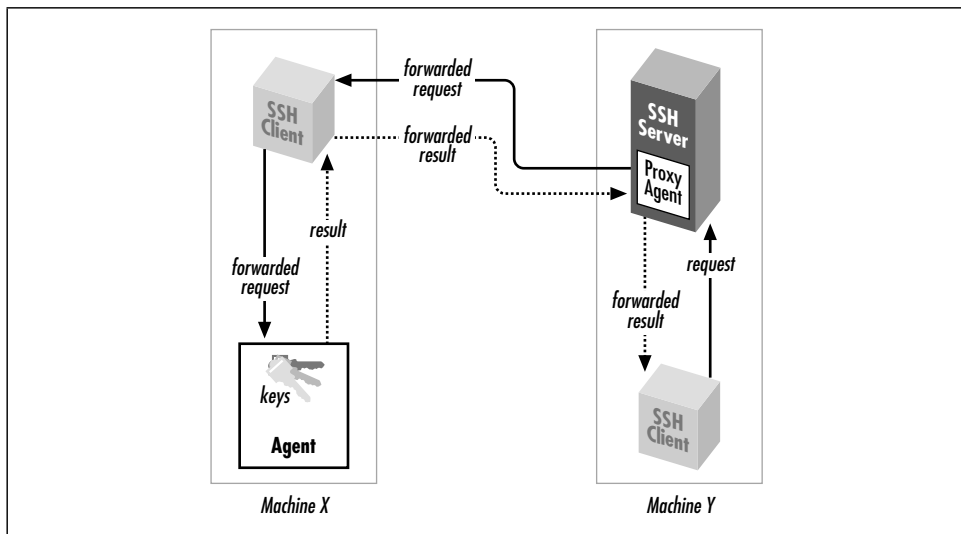 forwarded
request
SSH
Client
forwarded
result
SSH
Server
Proxy
Agent
result
request
forwarded
request
forwarded
result
keys
Agent
SSH
Client
Machine X
Machine Y